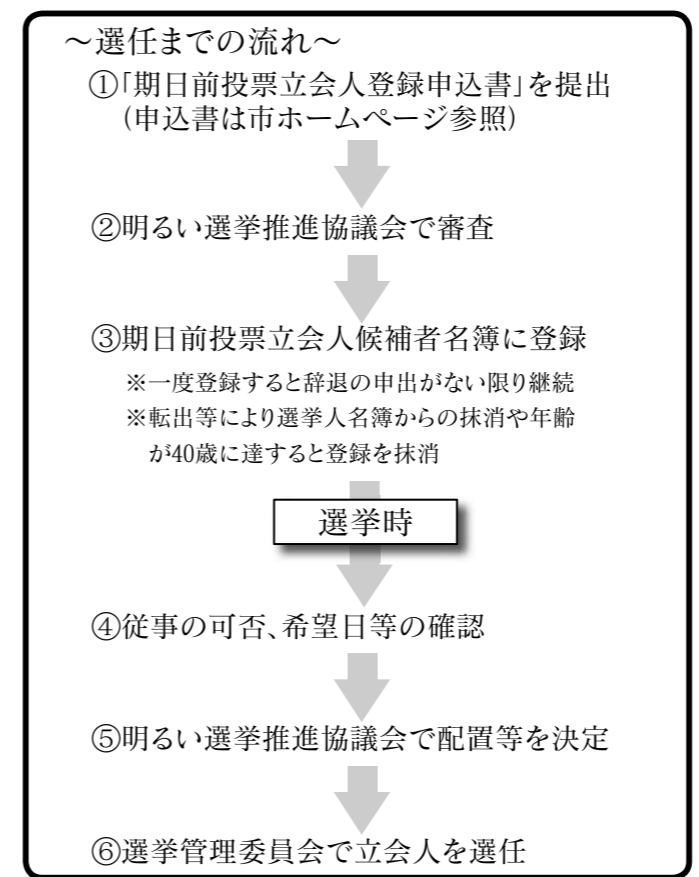 ～選任までの流れ～
①「期日前投票立会人登録申込書」を提出
(申込書は市ホームページ参照)
②明るい選挙推進協議会で審査
③期日前投票立会人候補者名簿に登録
※一度登録すると辞退の申出がない限り継続
※転出等により選挙人名簿からの抹消や年齢
が40歳に達すると登録を抹消
選挙時
④従事の可否、希望日等の確認
⑤明るい選挙推進協議会で配置等を決定
⑥選挙管理委員会で立会人を選任